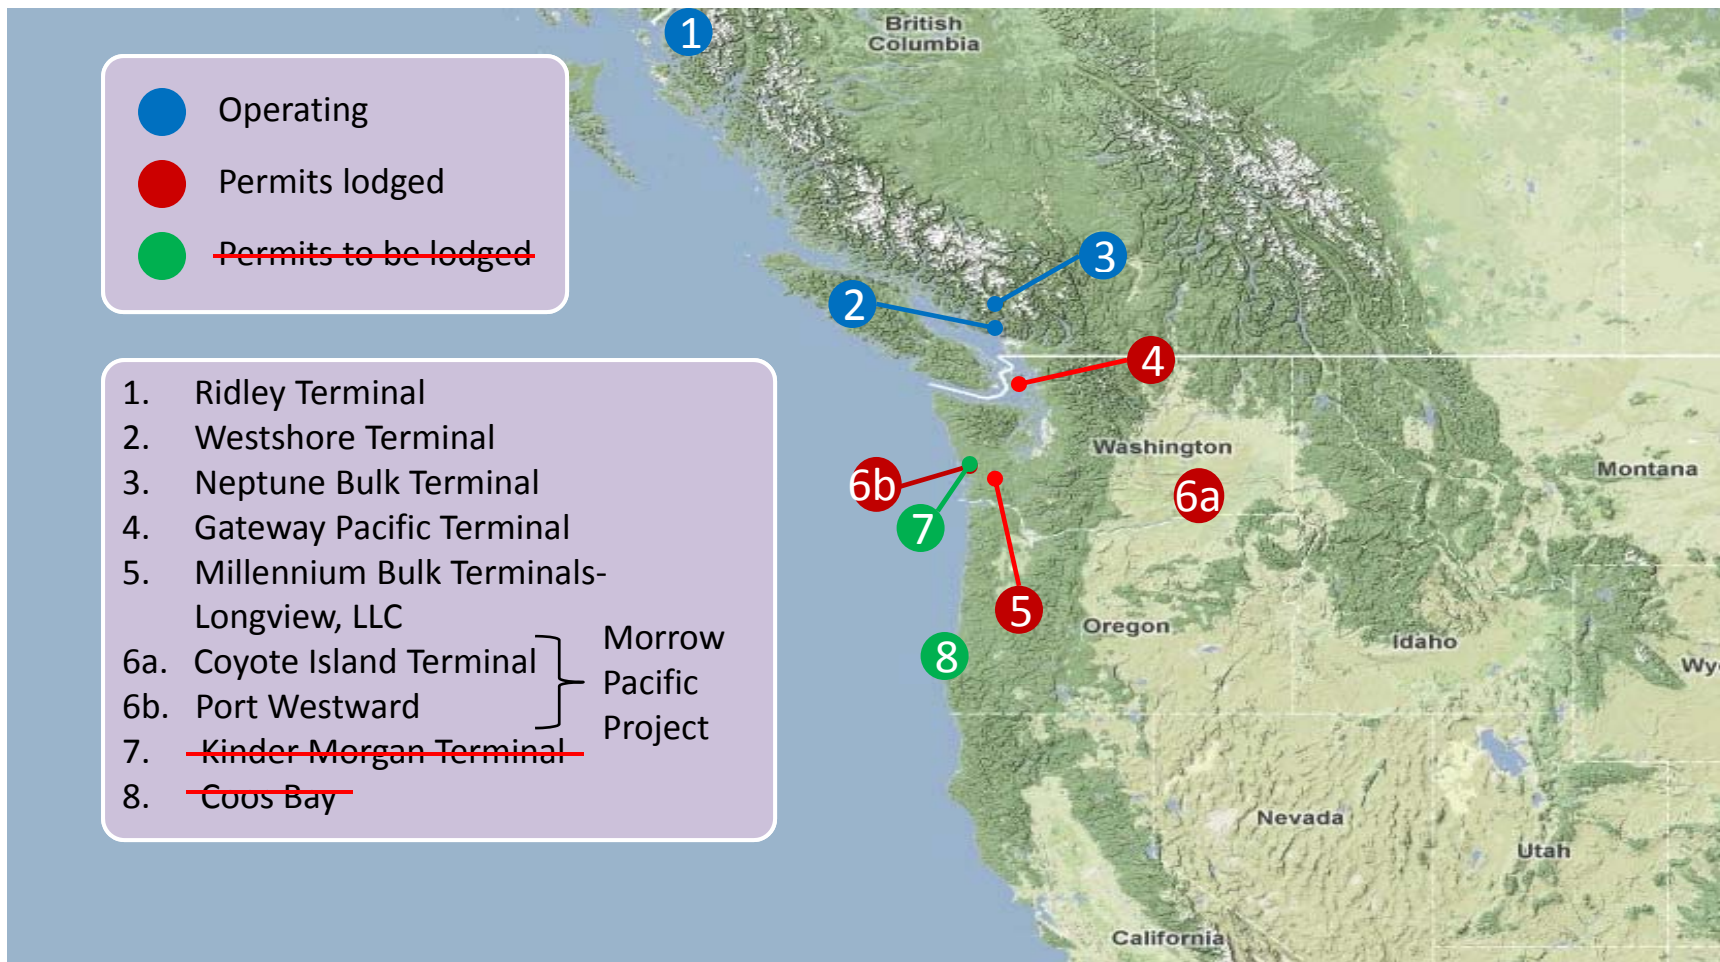 1
British
Columbia
Operating
Permits lodged
Permits to be lodged
3
2
4
1. Ridley Terminal
2. Westshore Terminal
3. Neptune Bulk Terminal
4. Gateway Pacific Terminal
5. Millennium Bulk Terminals-
Longview, LLC
6a. Coyote Island Terminal
6b. Port Westward
7. Kinder Morgan Terminal
8. Coos Bay
Morrow
Pacific
Project
Washington
Montana
6b
6a
7
5
Oregon
Idaho
8
Wy
Nevada
Utah
California